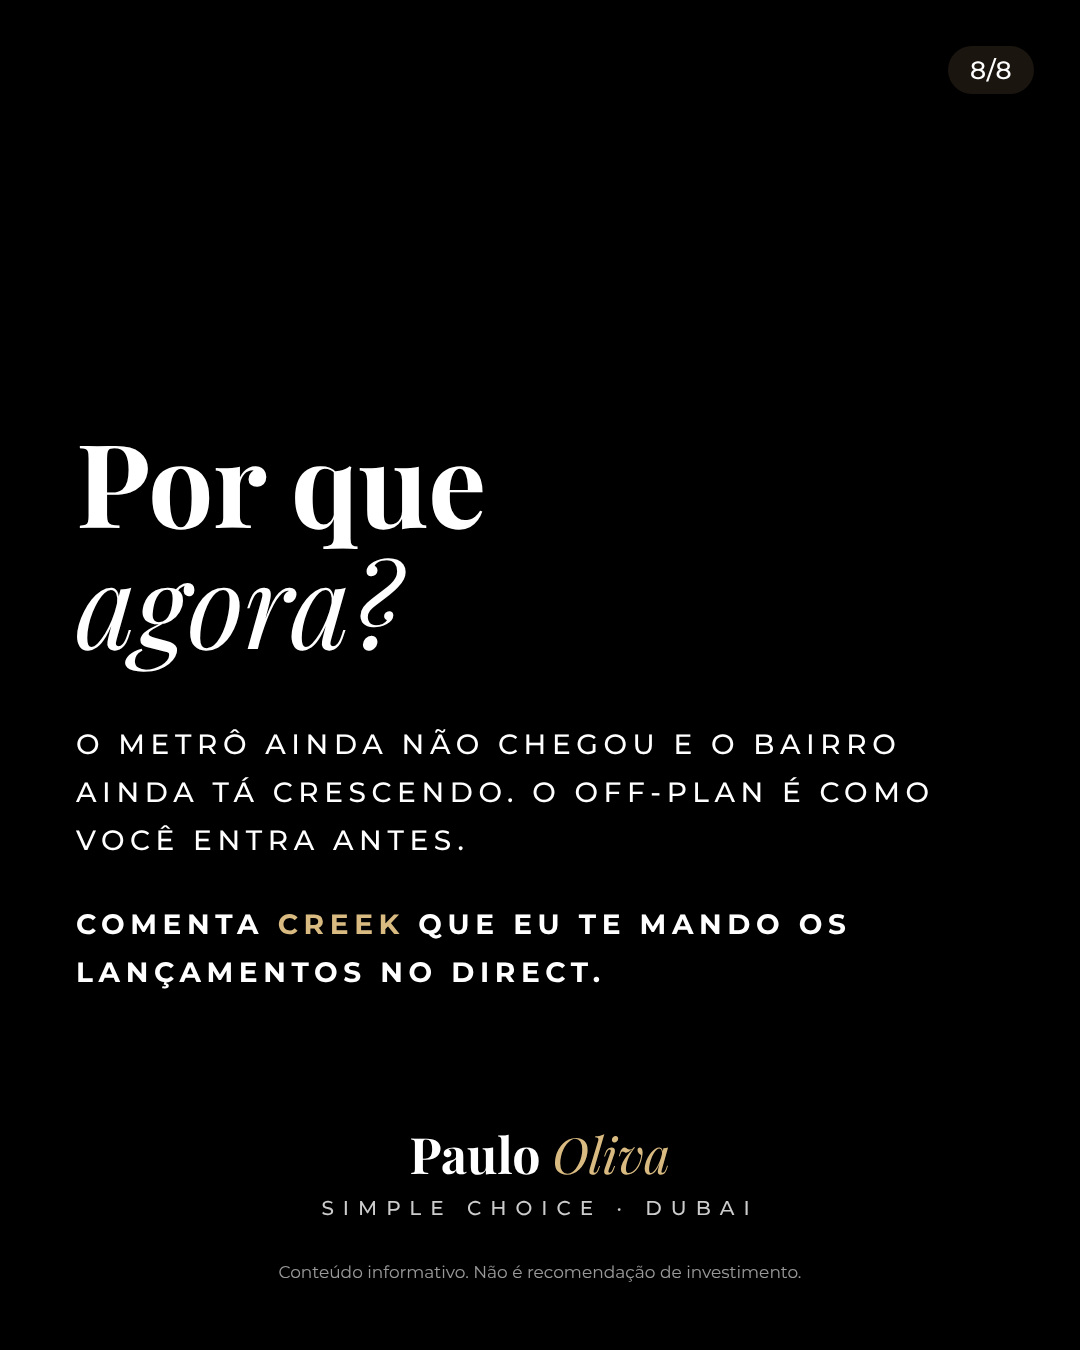 8/8
Por que
agora?
O METRÔ AINDA NÃO CHEGOU E O BAIRRO
AINDA TÁ CRESCENDO. O OFF-PLAN É COMO
VOCÊ ENTRA ANTES.
COMENTA CREEK QUE EU TE MANDO OS
LANÇAMENTOS NO DIRECT.
Paulo Oliva
SIMPLE CHOICE · DUBAI
Conteúdo informativo. Não é recomendação de investimento.